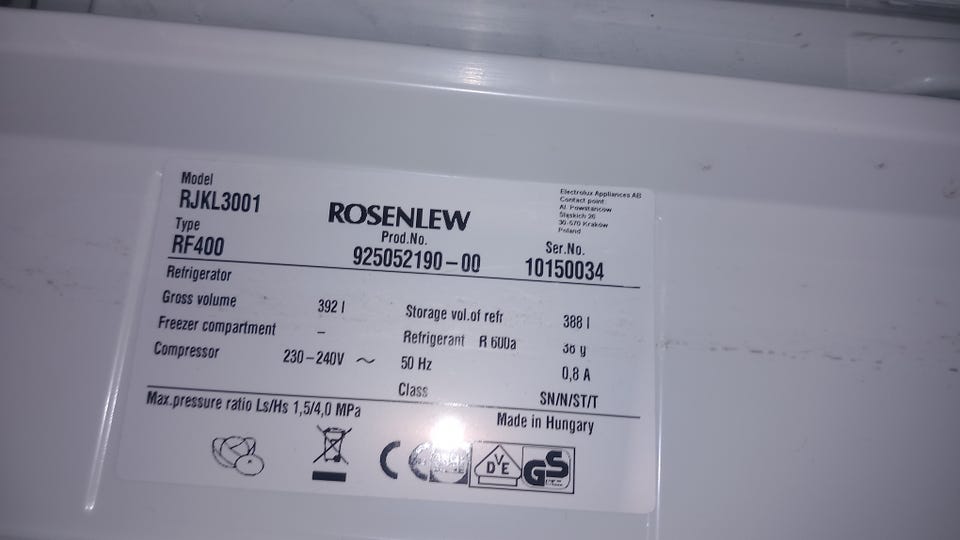 Model
RJKL3001
Type
RF400
ROSENLEW
Prod.No.
925052190-00
Electrolux Appliances AB
Contact point:
Al. Powstancow
Slaskich 26
30-570 Kraków
Poland
Ser.No.
10150034
Refrigerator
Gross volume 392 l Storage vol.of refr 388 l
Freezer compartment – Refrigerant R 600a g
Compressor 230-240V ~ 50 Hz 0,8 A
Class SN/N/ST/T
Max.pressure ratio Ls/Hs 1,5/4,0 MPa
Made in Hungary
CE
DVE
GS